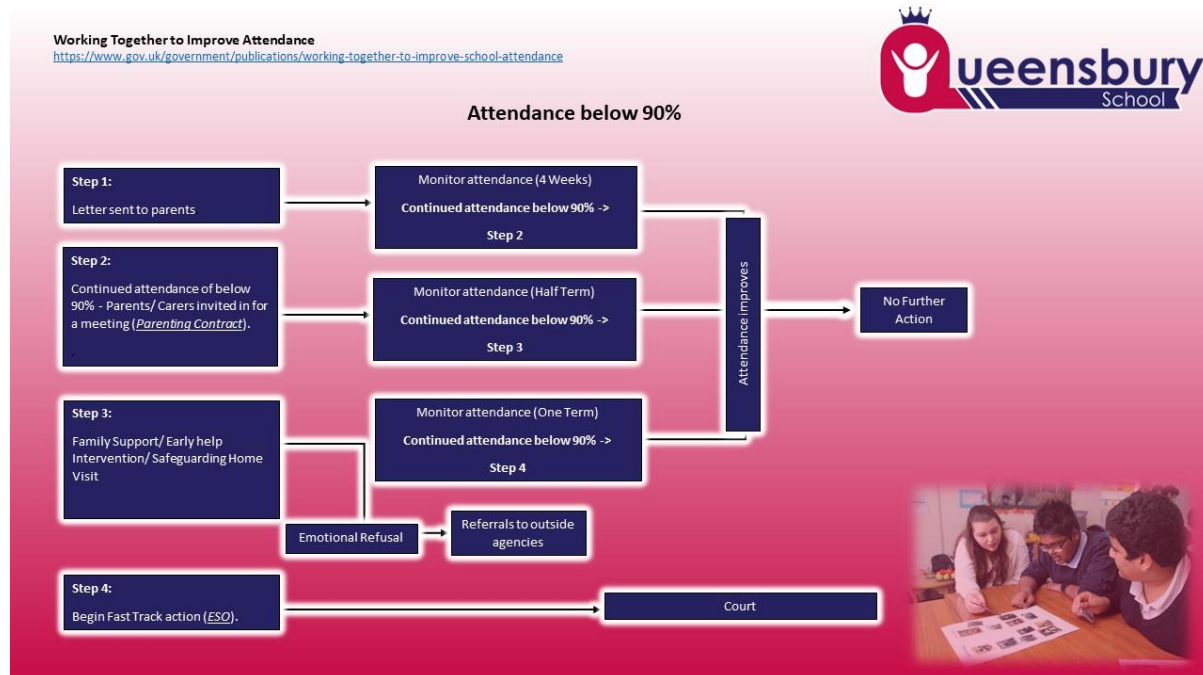 Working Together to Improve Attendance
https://www.gov.uk/government/publications/working-together-to-improve-school-attendance
Queensbury
School
Attendance below 90%
Step 1:
Letter sent to parents
Monitor attendance (4 Weeks)
Continued attendance below 90% ->
Step 2
Step 2:
Continued attendance of below
90% - Parents/ Carers invited in for
a meeting (Parenting Contract).
.
Monitor attendance (Half Term)
Continued attendance below 90% ->
Step 3
Attendance improves
No Further
Action
Step 3:
Family Support/ Early help
Intervention/ Safeguarding Home
Visit
Monitor attendance (One Term)
Continued attendance below 90% ->
Step 4
Emotional Refusal
Referrals to outside
agencies
Step 4:
Begin Fast Track action (ESO).
Court